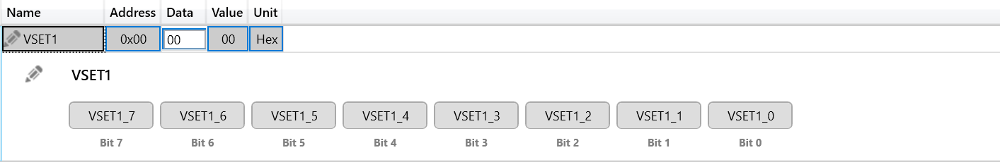 Name Address Data Value Unit
VSET1 0x00 00 00 Hex
VSET1
VSET1_7 VSET1_6 VSET1_5 VSET1_4 VSET1_3 VSET1_2 VSET1_1 VSET1_0
Bit 7 Bit 6 Bit 5 Bit 4 Bit 3 Bit 2 Bit 1 Bit 0